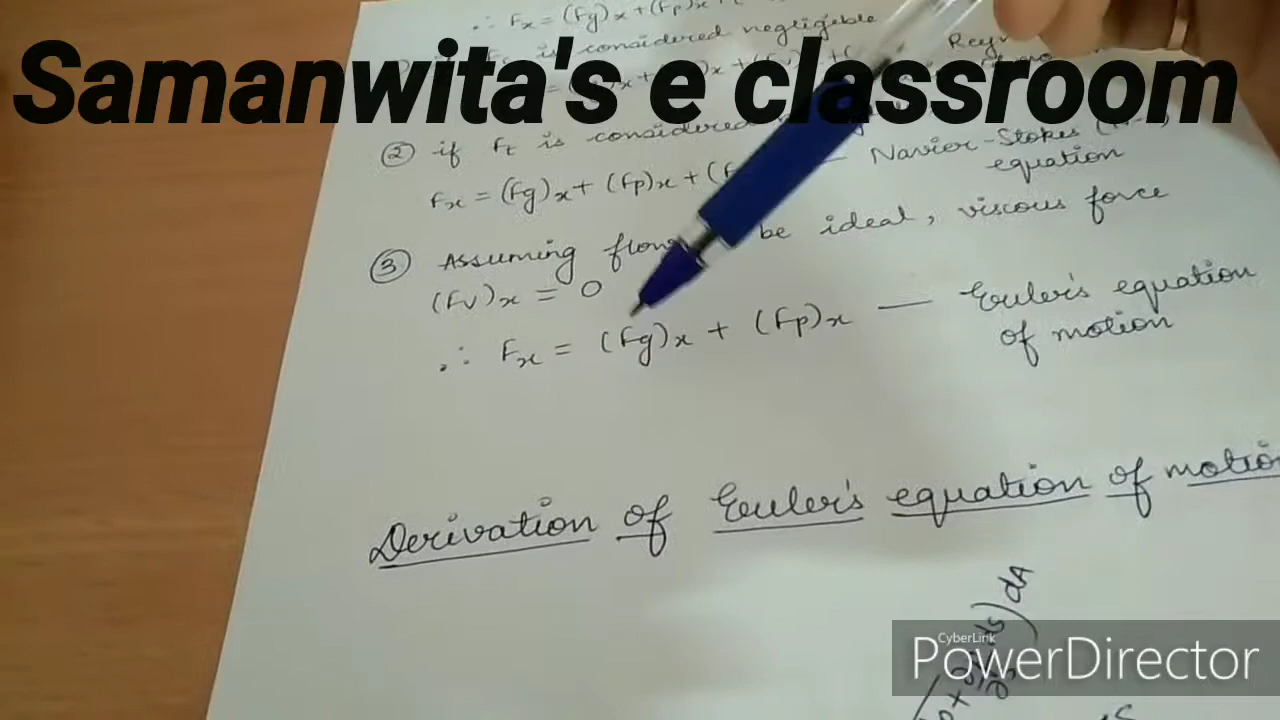 ∴ Fx = (Fg)x + (Fp)x +
is considered negligible
Samanwita's e classroom
② if Ft is considered
Fx = (Fg)x + (Fp)x + (F — Navier-Stokes
equation
③ Assuming flow be ideal, viscous force
(Fv)x = 0
∴ Fx = (Fg)x + (Fp)x — Euler's equation
of motion
Derivation of Euler's equation of motion
CyberLink
PowerDirector